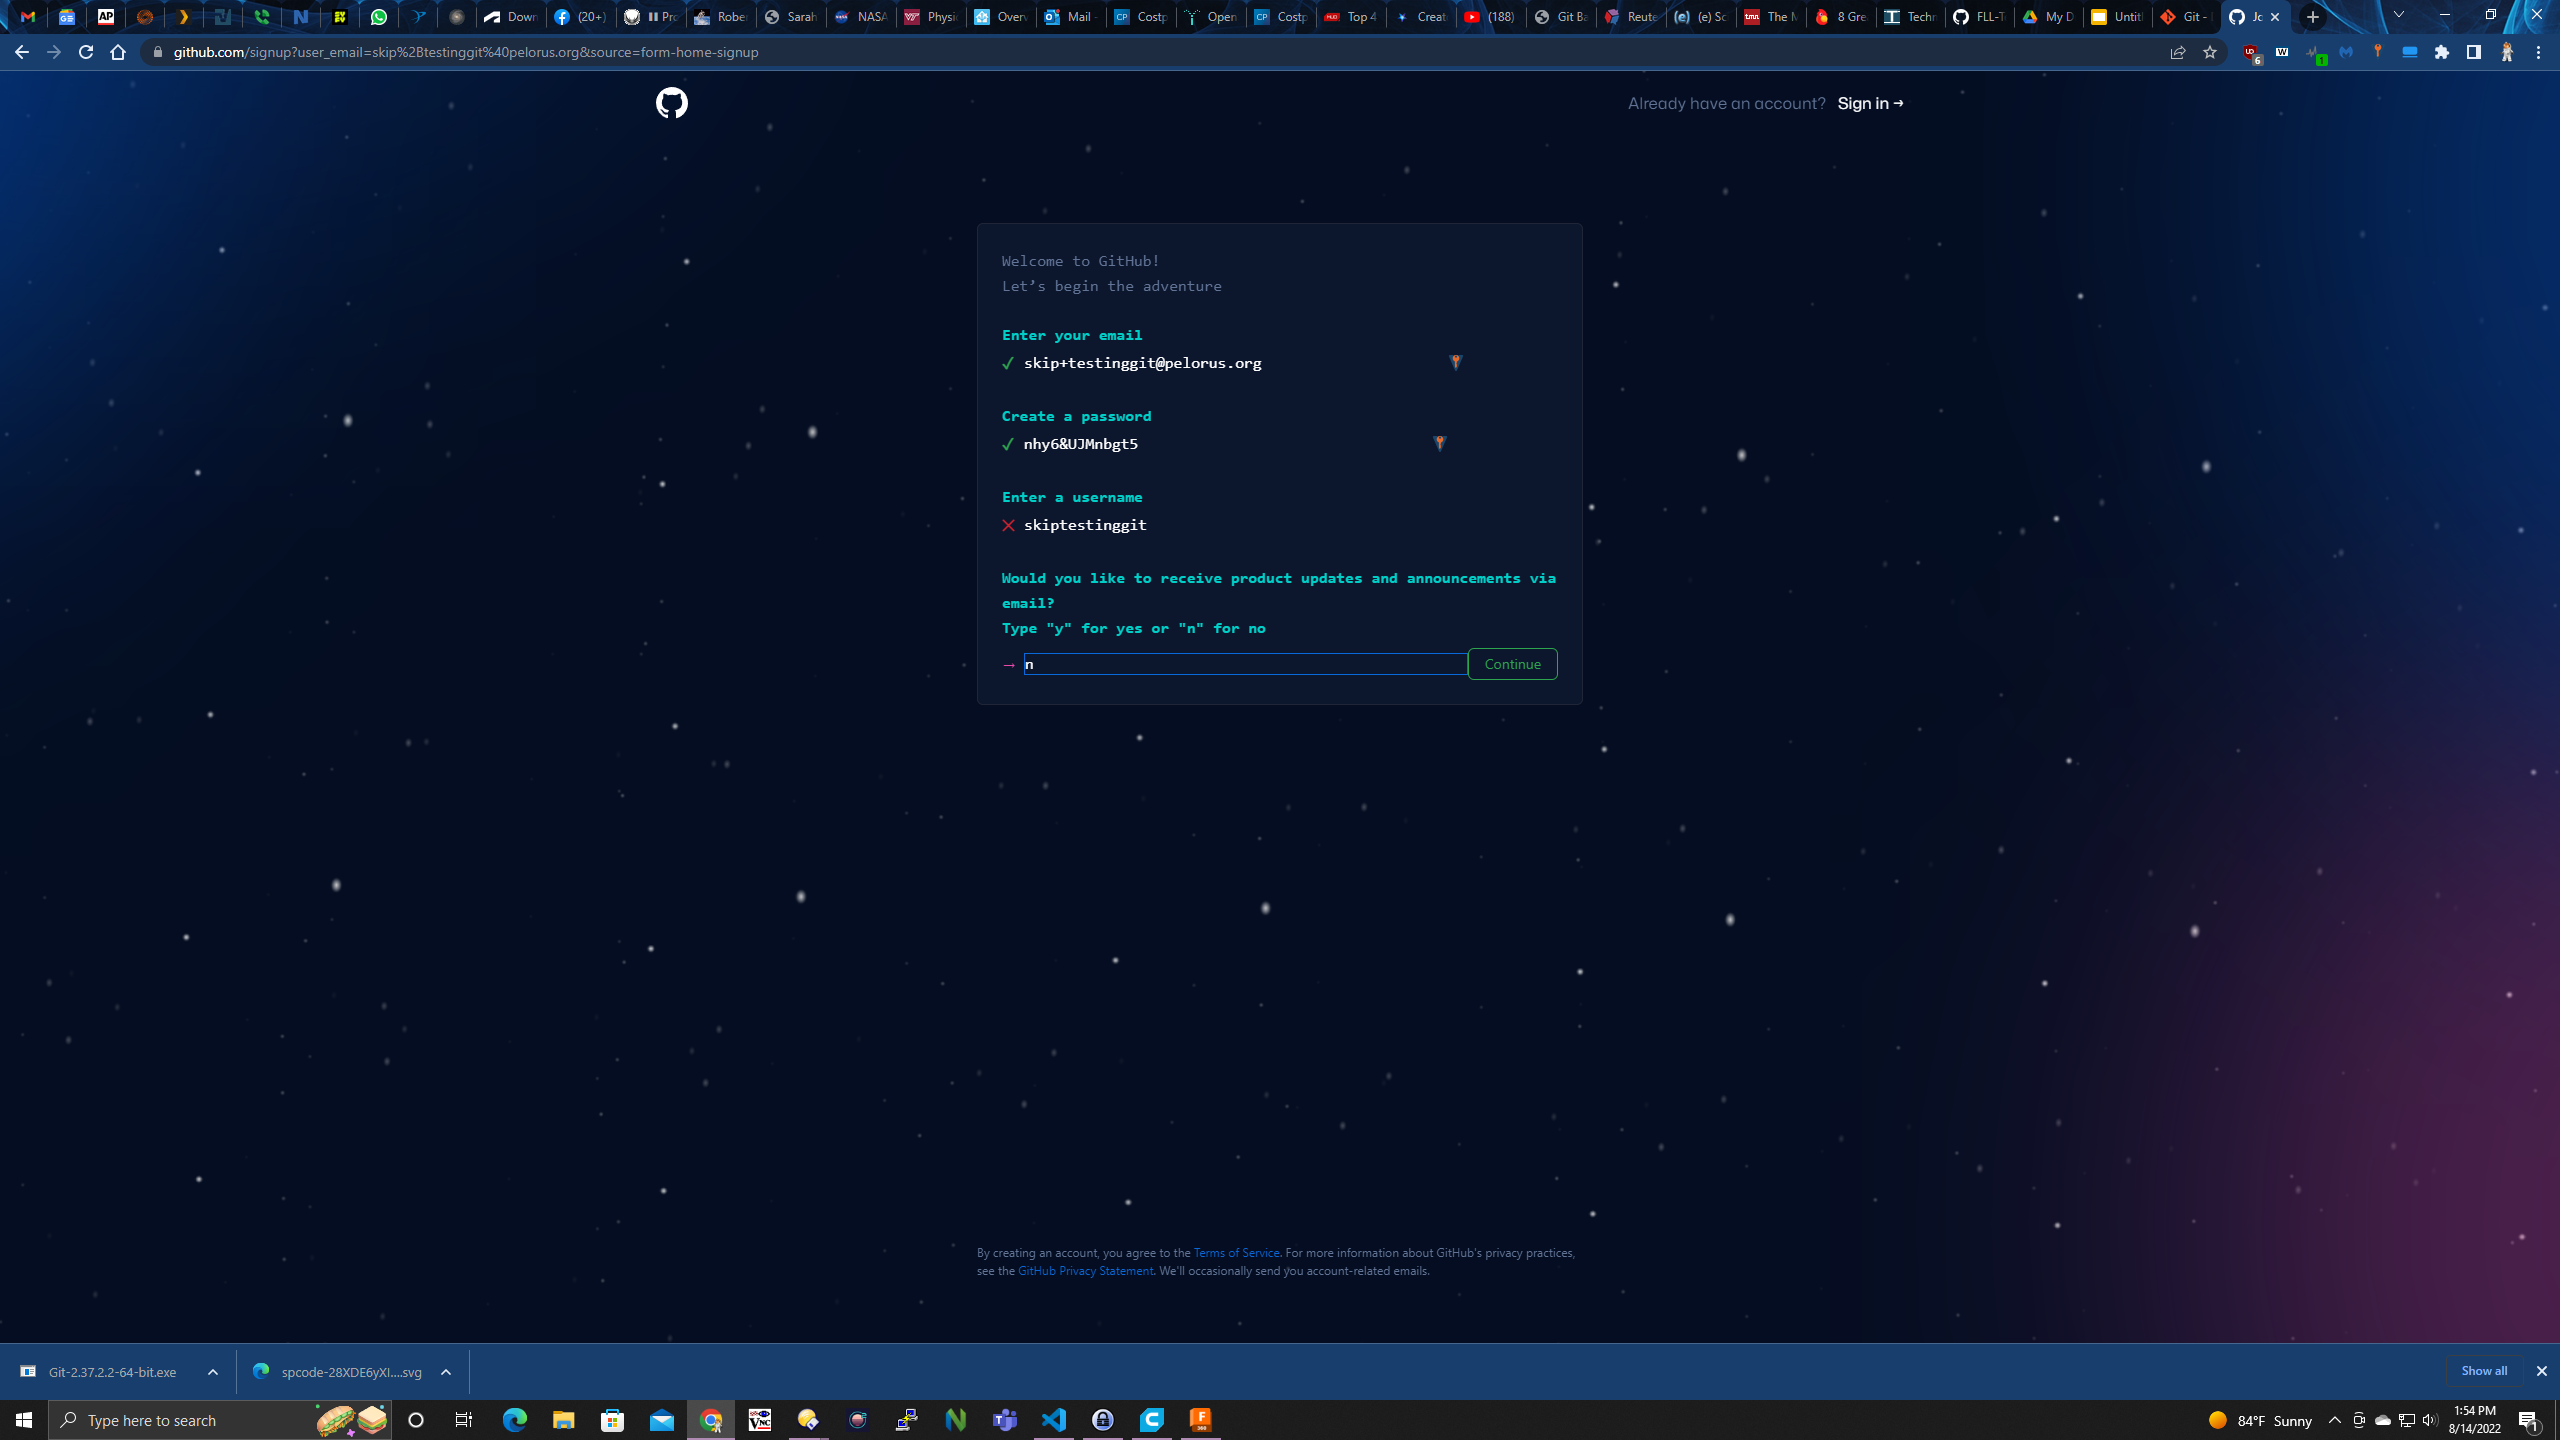 Down
(20+)
Pro
Rober
Sarah
NASA
Physic
Overv
Mail -
Costp
Open
Costp
Top 4
Creat
(188)
Git Ba
Reute
(e) Sc
The M
8 Gre
Techn
FLL-T
My D
Untitl
Git -
Jo
github.com/signup?user_email=skip%2Btestinggit%40pelorus.org&source=form-home-signup
6
1
Already have an account? Sign in →
Welcome to GitHub!
Let’s begin the adventure
Enter your email
✓ skip+testinggit@pelorus.org
Create a password
✓ nhy6&UJMnbgt5
Enter a username
✕ skiptestinggit
Would you like to receive product updates and announcements via
email?
Type "y" for yes or "n" for no
→ n
Continue
By creating an account, you agree to the Terms of Service. For more information about GitHub's privacy practices,
see the GitHub Privacy Statement. We'll occasionally send you account-related emails.
Git-2.37.2.2-64-bit.exe
spcode-28XDE6yXI....svg
Show all
Type here to search
84°F Sunny
1:54 PM
8/14/2022
1